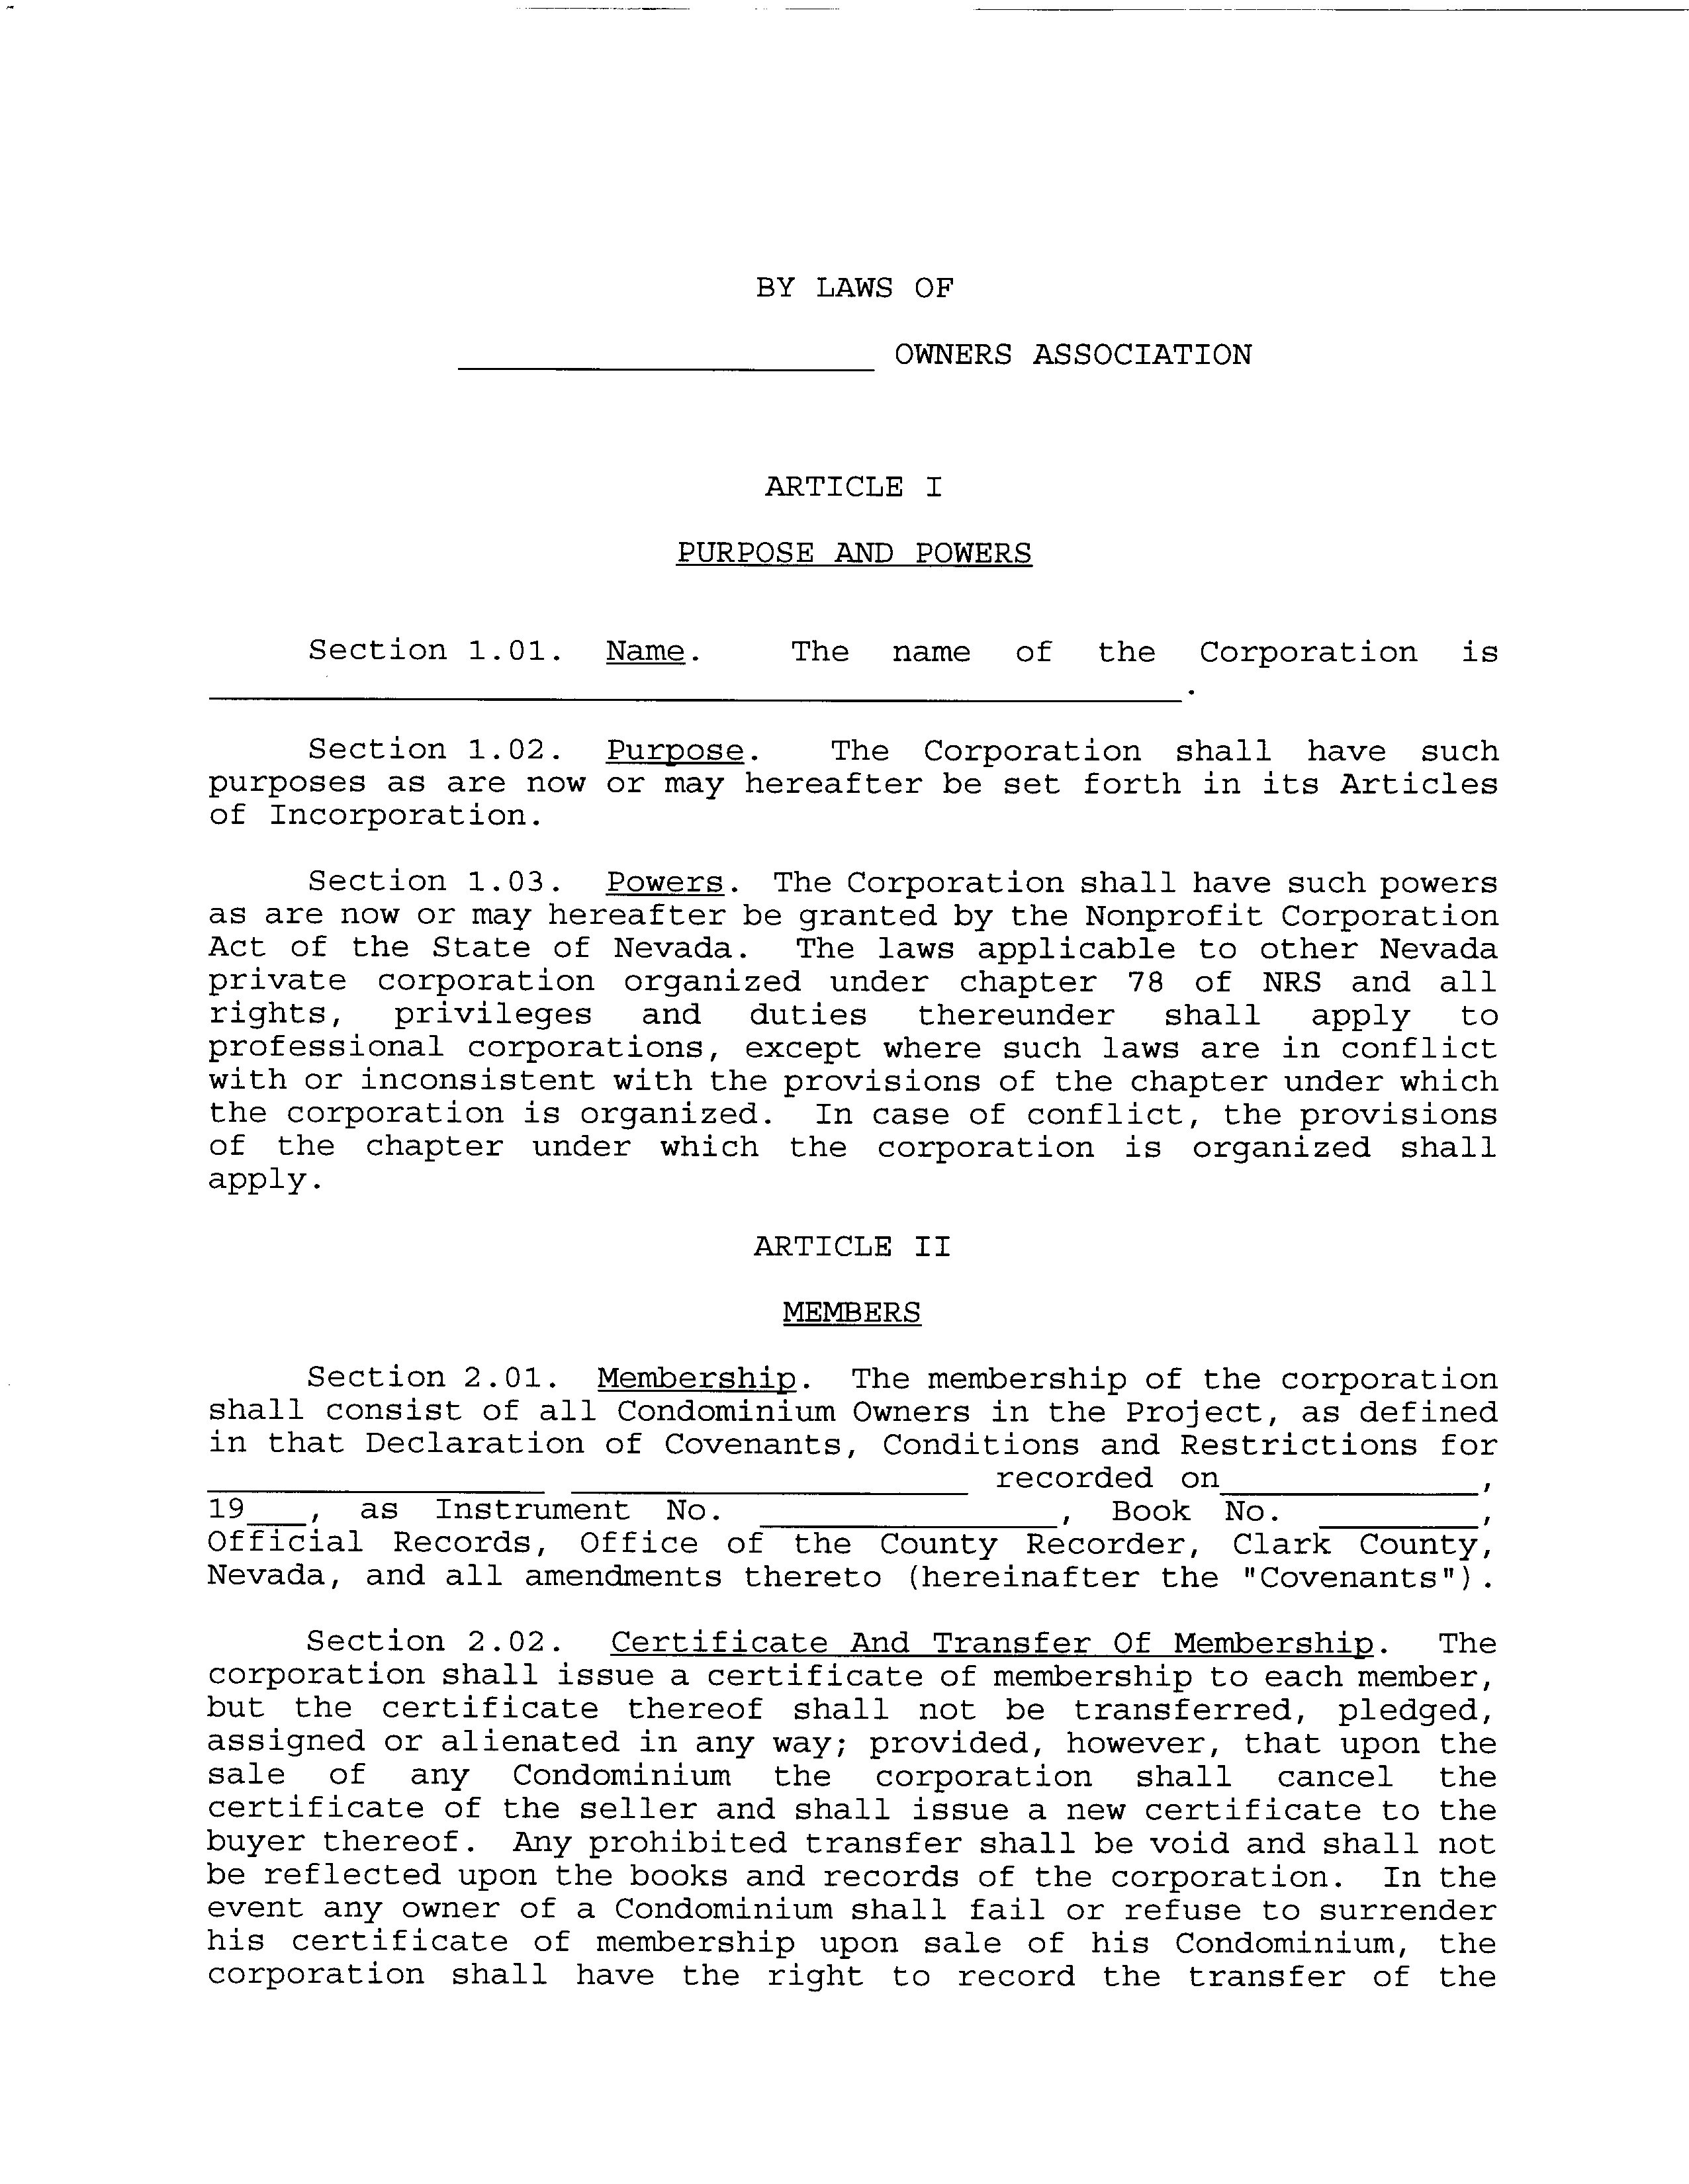 BY LAWS OF
____________________ OWNERS ASSOCIATION
ARTICLE I
PURPOSE AND POWERS
Section 1.01. Name. The name of the Corporation is
________________________________________________.
Section 1.02. Purpose. The Corporation shall have such
purposes as are now or may hereafter be set forth in its Articles
of Incorporation.
Section 1.03. Powers. The Corporation shall have such powers
as are now or may hereafter be granted by the Nonprofit Corporation
Act of the State of Nevada. The laws applicable to other Nevada
private corporation organized under chapter 78 of NRS and all
rights, privileges and duties thereunder shall apply to
professional corporations, except where such laws are in conflict
with or inconsistent with the provisions of the chapter under which
the corporation is organized. In case of conflict, the provisions
of the chapter under which the corporation is organized shall
apply.
ARTICLE II
MEMBERS
Section 2.01. Membership. The membership of the corporation
shall consist of all Condominium Owners in the Project, as defined
in that Declaration of Covenants, Conditions and Restrictions for
_________________ ____________________ recorded on_____________,
19___, as Instrument No. _______________, Book No. ________,
Official Records, Office of the County Recorder, Clark County,
Nevada, and all amendments thereto (hereinafter the "Covenants").
Section 2.02. Certificate And Transfer Of Membership. The
corporation shall issue a certificate of membership to each member,
but the certificate thereof shall not be transferred, pledged,
assigned or alienated in any way; provided, however, that upon the
sale of any Condominium the corporation shall cancel the
certificate of the seller and shall issue a new certificate to the
buyer thereof. Any prohibited transfer shall be void and shall not
be reflected upon the books and records of the corporation. In the
event any owner of a Condominium shall fail or refuse to surrender
his certificate of membership upon sale of his Condominium, the
corporation shall have the right to record the transfer of the